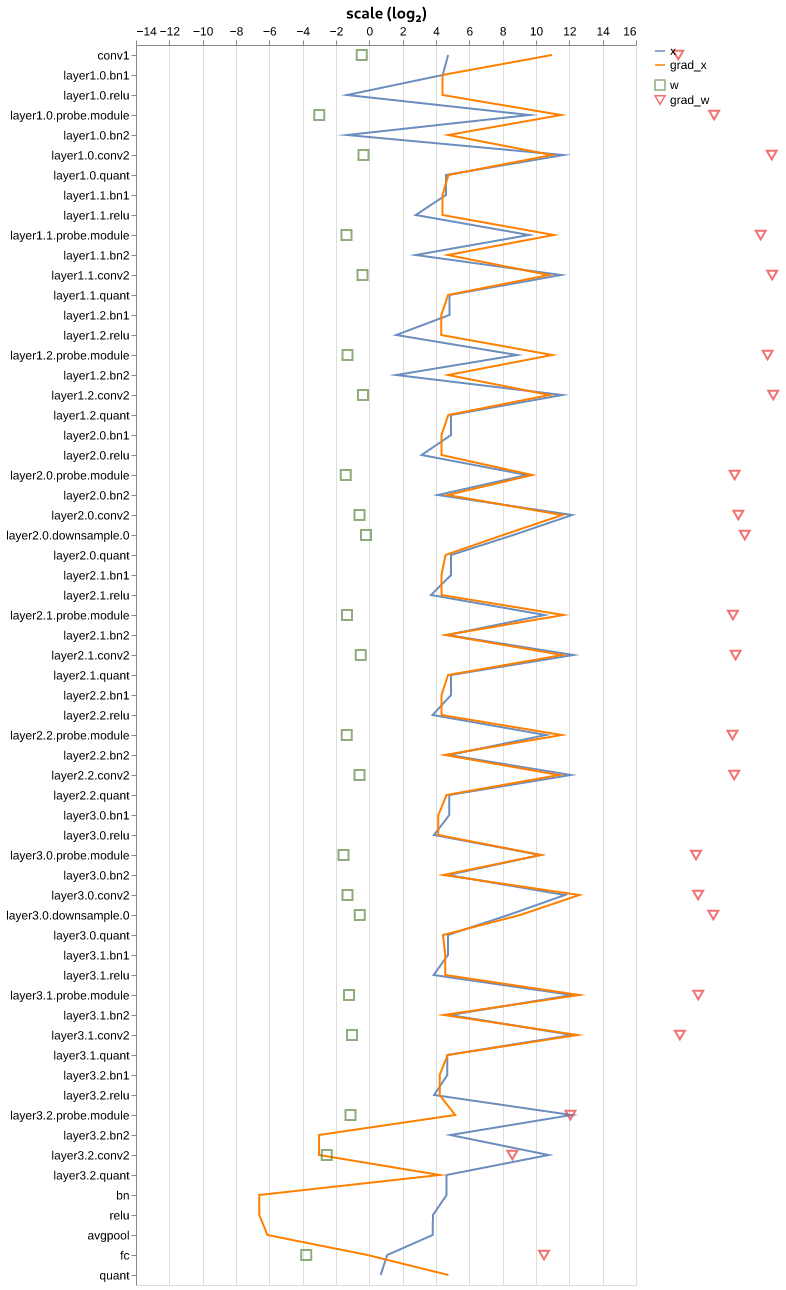 scale (log₂)
−14 −12 −10 −8 −6 −4 −2 0 2 4 6 8 10 12 14 16
x
grad_x
w
grad_w
conv1
layer1.0.bn1
layer1.0.relu
layer1.0.probe.module
layer1.0.bn2
layer1.0.conv2
layer1.0.quant
layer1.1.bn1
layer1.1.relu
layer1.1.probe.module
layer1.1.bn2
layer1.1.conv2
layer1.1.quant
layer1.2.bn1
layer1.2.relu
layer1.2.probe.module
layer1.2.bn2
layer1.2.conv2
layer1.2.quant
layer2.0.bn1
layer2.0.relu
layer2.0.probe.module
layer2.0.bn2
layer2.0.conv2
layer2.0.downsample.0
layer2.0.quant
layer2.1.bn1
layer2.1.relu
layer2.1.probe.module
layer2.1.bn2
layer2.1.conv2
layer2.1.quant
layer2.2.bn1
layer2.2.relu
layer2.2.probe.module
layer2.2.bn2
layer2.2.conv2
layer2.2.quant
layer3.0.bn1
layer3.0.relu
layer3.0.probe.module
layer3.0.bn2
layer3.0.conv2
layer3.0.downsample.0
layer3.0.quant
layer3.1.bn1
layer3.1.relu
layer3.1.probe.module
layer3.1.bn2
layer3.1.conv2
layer3.1.quant
layer3.2.bn1
layer3.2.relu
layer3.2.probe.module
layer3.2.bn2
layer3.2.conv2
layer3.2.quant
bn
relu
avgpool
fc
quant